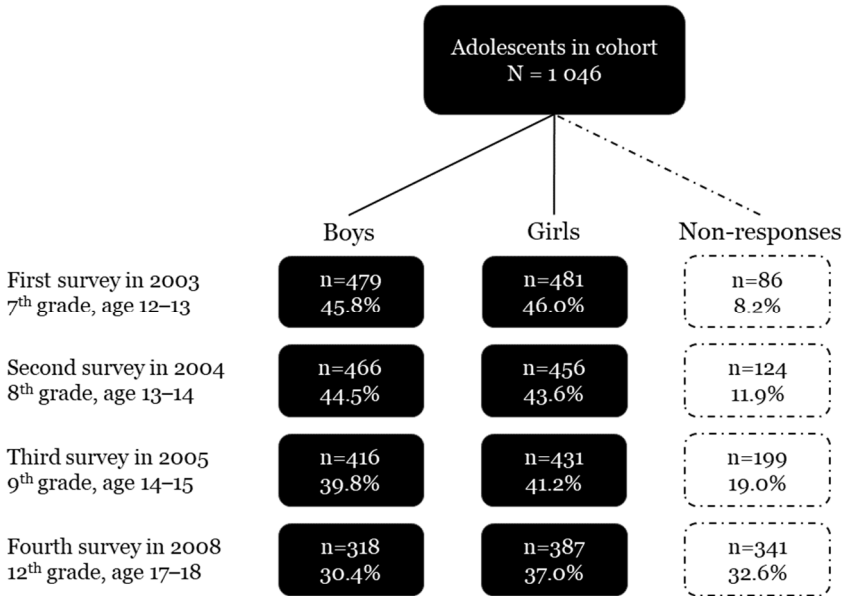 Adolescents in cohort
N = 1 046
Boys
Girls
Non-responses
First survey in 2003
7th grade, age 12–13
n=479
45.8%
n=481
46.0%
n=86
8.2%
Second survey in 2004
8th grade, age 13–14
n=466
44.5%
n=456
43.6%
n=124
11.9%
Third survey in 2005
9th grade, age 14–15
n=416
39.8%
n=431
41.2%
n=199
19.0%
Fourth survey in 2008
12th grade, age 17–18
n=318
30.4%
n=387
37.0%
n=341
32.6%